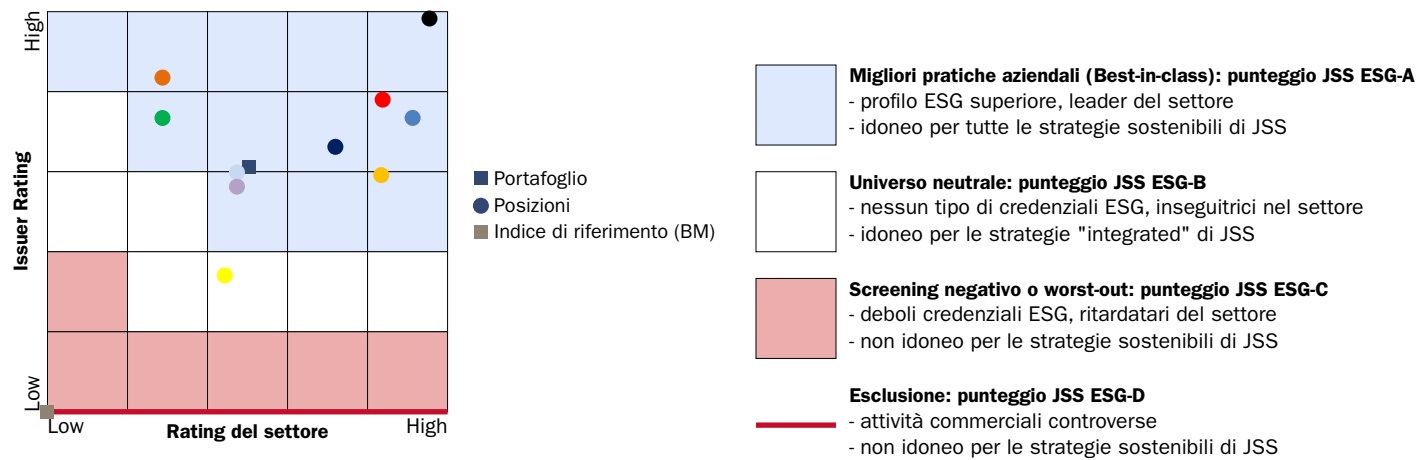 High
Issuer Rating
Low
Low
Rating del settore
High
Portafoglio
Posizioni
Indice di riferimento (BM)
Migliori pratiche aziendali (Best-in-class): punteggio JSS ESG-A
- profilo ESG superiore, leader del settore
- idoneo per tutte le strategie sostenibili di JSS
Universo neutrale: punteggio JSS ESG-B
- nessun tipo di credenziali ESG, inseguitrici nel settore
- idoneo per le strategie "integrated" di JSS
Screening negativo o worst-out: punteggio JSS ESG-C
- deboli credenziali ESG, ritardatari del settore
- non idoneo per le strategie sostenibili di JSS
Esclusione: punteggio JSS ESG-D
- attività commerciali controverse
- non idoneo per le strategie sostenibili di JSS